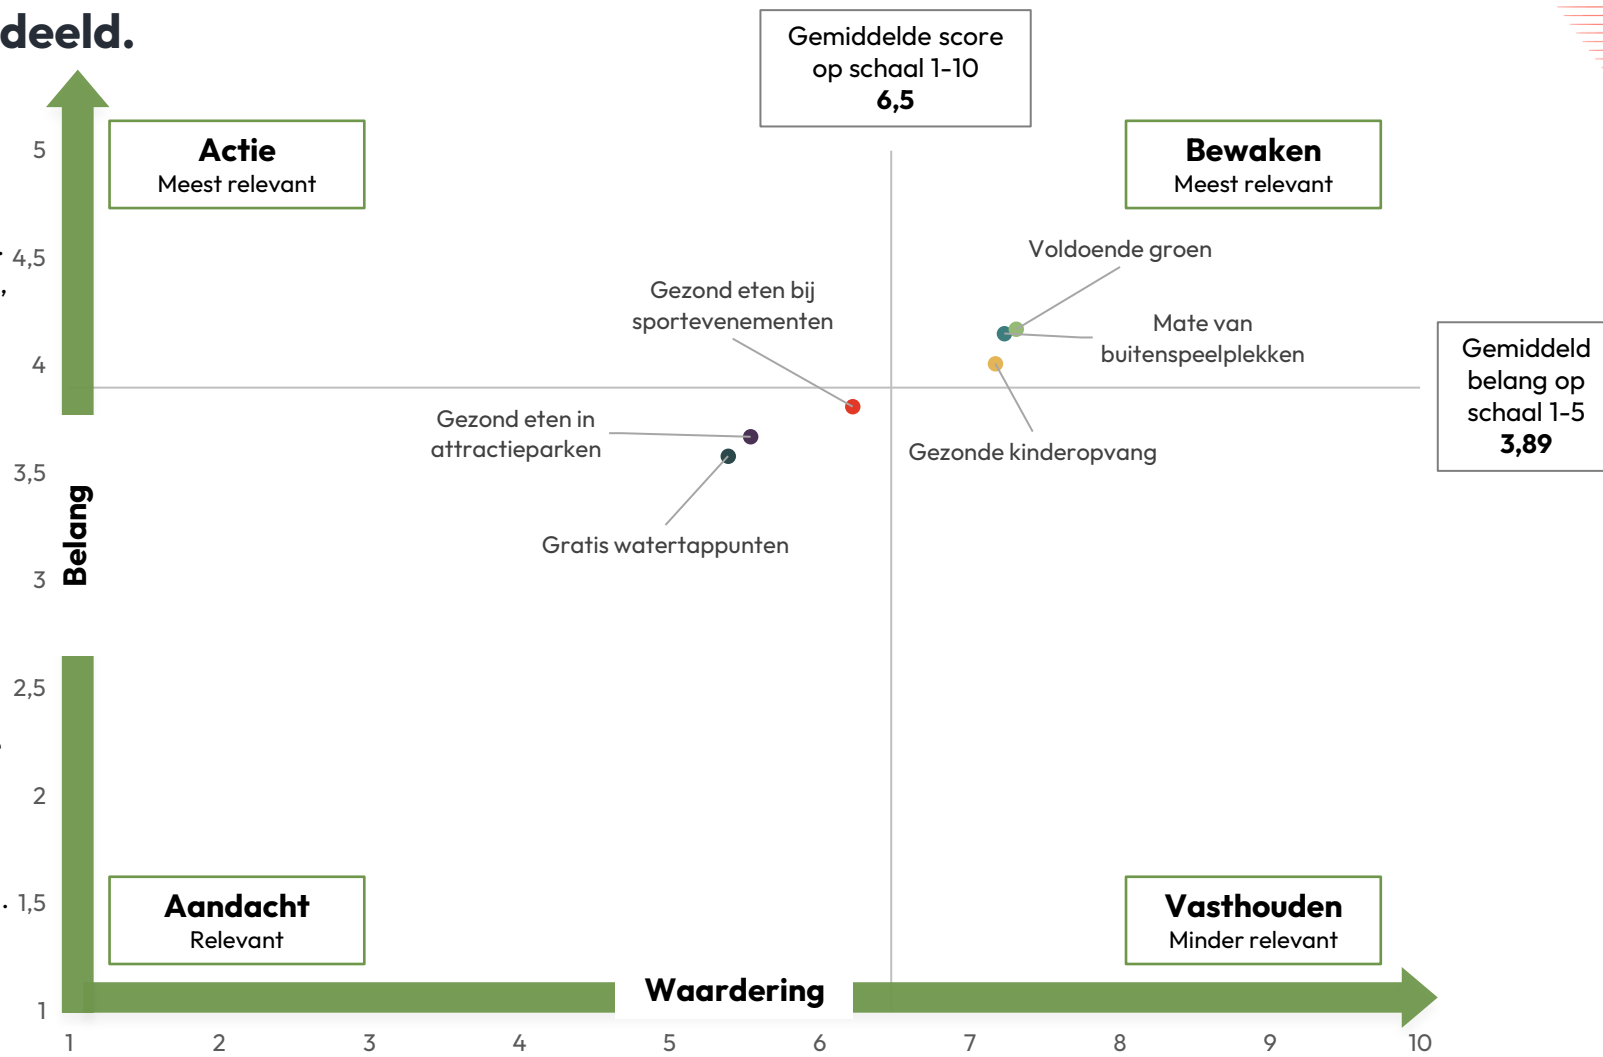 deeld.
Gemiddelde score
op schaal 1-10
6,5
Actie
Meest relevant
Bewaken
Meest relevant
5
4,5
4
3,5
3
2,5
2
1,5
1
Voldoende groen
Gezond eten bij
sportevenementen
Mate van
buitenspeelplekken
Gemiddeld
belang op
schaal 1-5
3,89
Gezond eten in
attractieparken
Gezonde kinderopvang
Gratis watertappunten
Belang
Aandacht
Relevant
Vasthouden
Minder relevant
Waardering
1 2 3 4 5 6 7 8 9 10